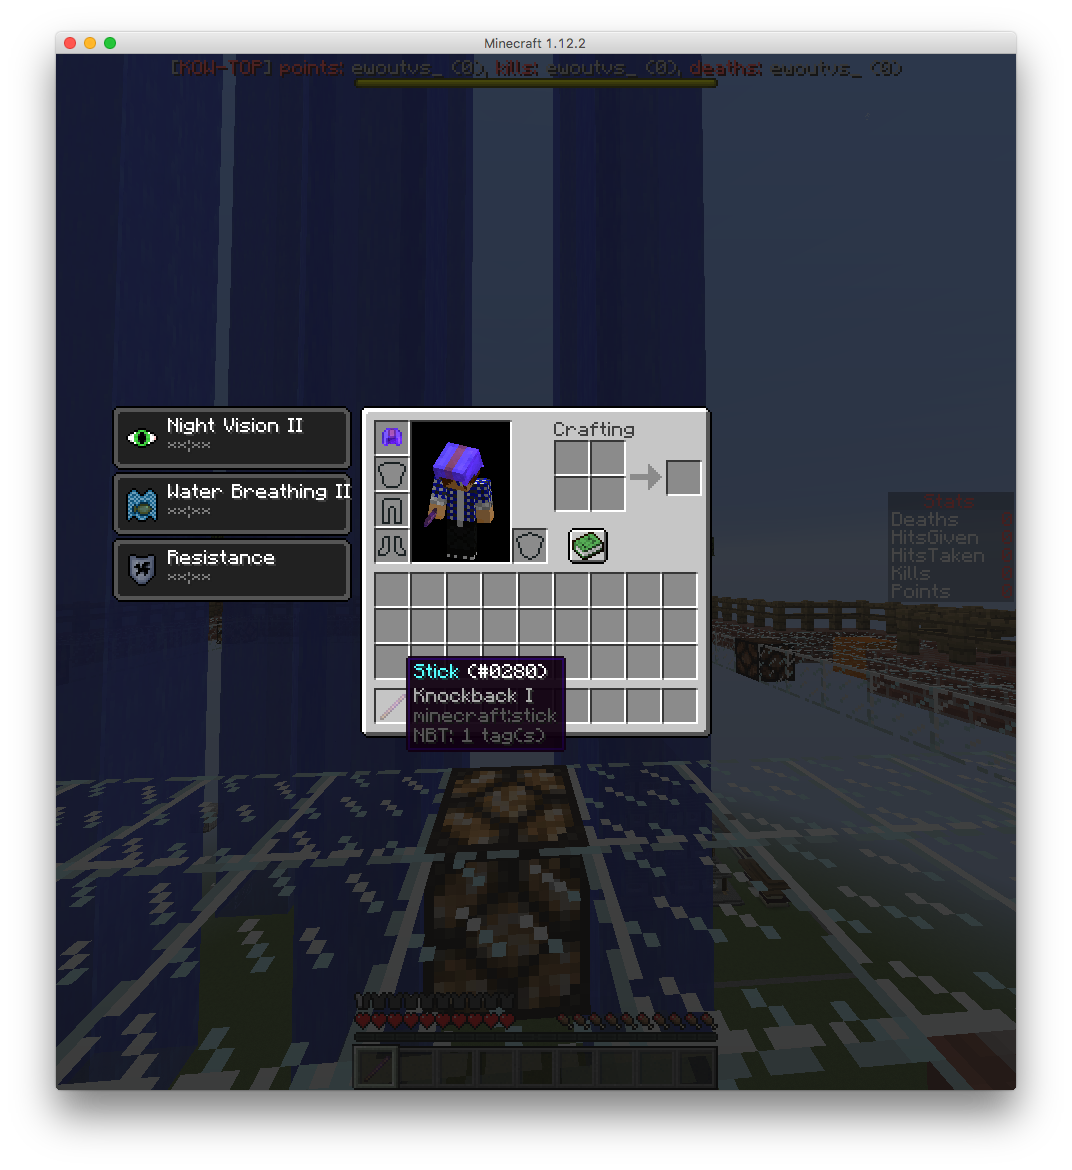 Minecraft 1.12.2
[KOW-TOP] points: ewoutvs_ (0), kills: ewoutvs_ (0), deaths: ewoutvs_ (0)
Night Vision II
**:**
Water Breathing II
**:**
Resistance
**:**
Crafting
Stats
Deaths
HitsGiven
HitsTaken
Kills
Points
Stick (#0280)
Knockback I
minecraft:stick
NBT: 1 tag(s)